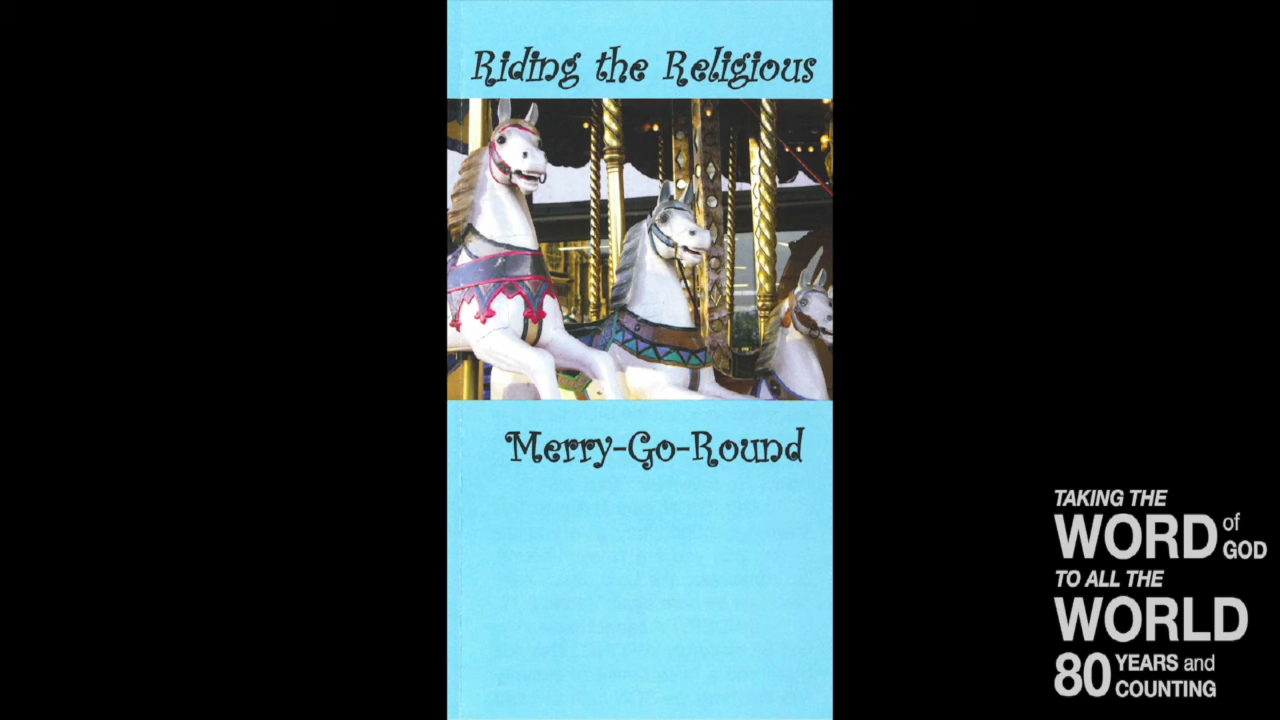 Riding the Religious
Merry-Go-Round
TAKING THE
WORD of GOD
TO ALL THE
WORLD
80 YEARS and
COUNTING